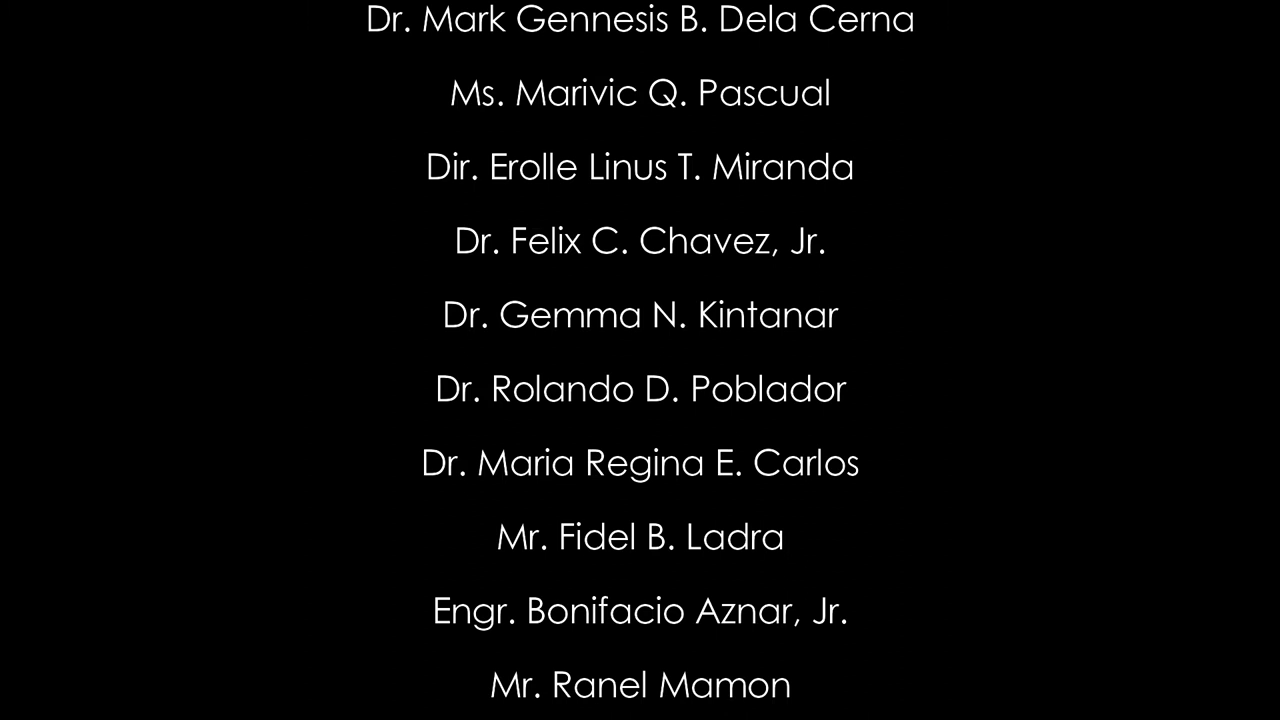 Dr. Mark Gennesis B. Dela Cerna
Ms. Marivic Q. Pascual
Dir. Erolle Linus T. Miranda
Dr. Felix C. Chavez, Jr.
Dr. Gemma N. Kintanar
Dr. Rolando D. Poblador
Dr. Maria Regina E. Carlos
Mr. Fidel B. Ladra
Engr. Bonifacio Aznar, Jr.
Mr. Ranel Mamon